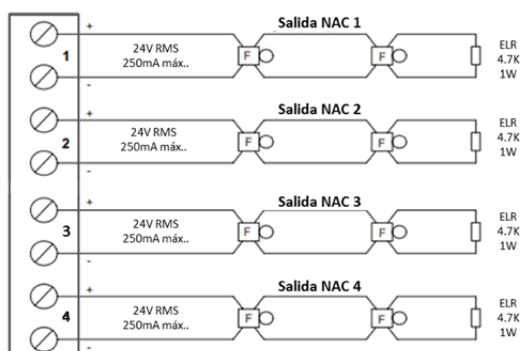 Salida NAC 1
+
1
24V RMS
250mA máx..
F
F
ELR
4.7K
1W
-
Salida NAC 2
+
2
24V RMS
250mA máx..
F
F
ELR
4.7K
1W
-
Salida NAC 3
+
3
24V RMS
250mA máx..
F
F
ELR
4.7K
1W
-
Salida NAC 4
+
4
24V RMS
250mA máx..
F
F
ELR
4.7K
1W
-